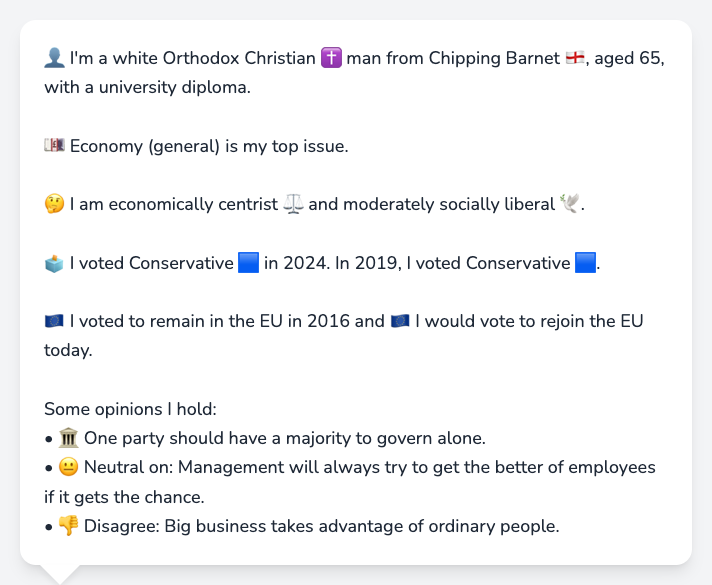 👤 I'm a white Orthodox Christian ✝️ man from Chipping Barnet 🏴󠁧󠁢󠁥󠁮󠁧󠁿, aged 65,
with a university diploma.
💷 Economy (general) is my top issue.
🤔 I am economically centrist ⚖️ and moderately socially liberal 🕊️.
🗳️ I voted Conservative 🟦 in 2024. In 2019, I voted Conservative 🟦.
🇪🇺 I voted to remain in the EU in 2016 and 🇪🇺 I would vote to rejoin the EU
today.
Some opinions I hold:
• 🏛️ One party should have a majority to govern alone.
• 😐 Neutral on: Management will always try to get the better of employees
if it gets the chance.
• 👎 Disagree: Big business takes advantage of ordinary people.